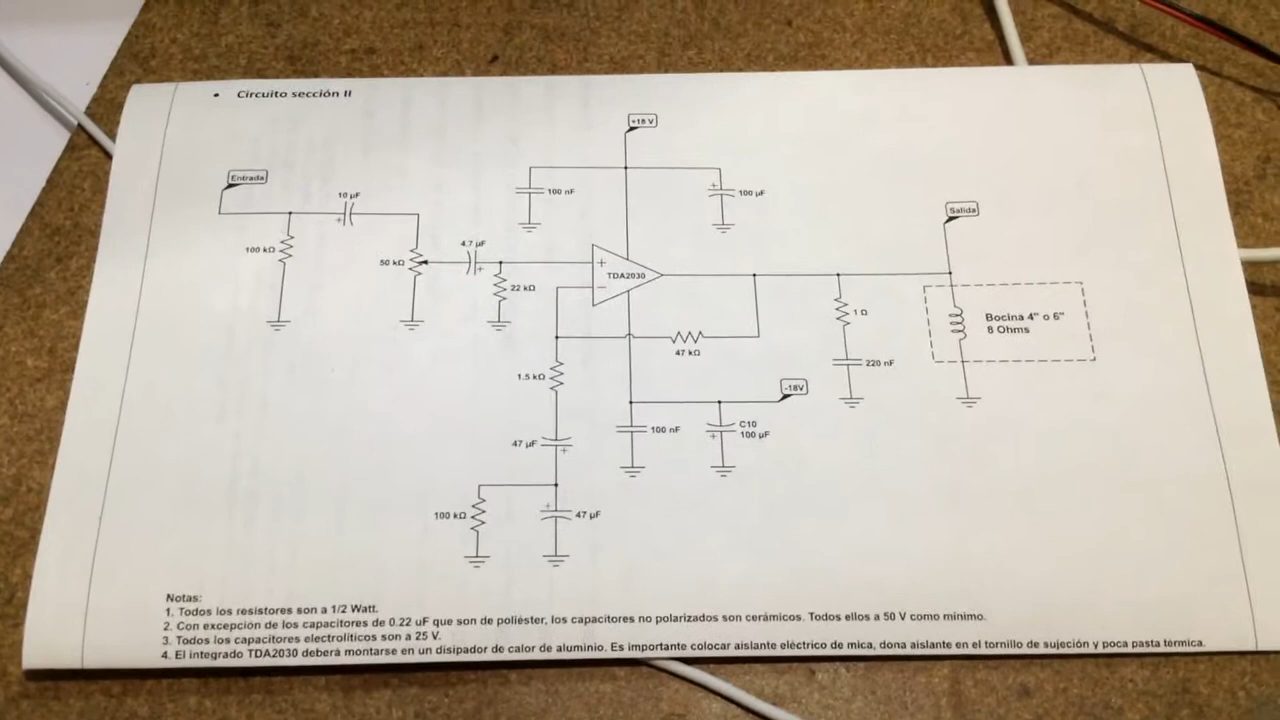 • Circuito sección II
+18 V
Entrada
10 µF
100 nF
100 µF
Salida
100 kΩ
50 kΩ
4.7 µF
+
TDA2030
22 kΩ
1 Ω
Bocina 4" o 6"
8 Ohms
47 kΩ
220 nF
1.5 kΩ
-18V
100 nF
C10
100 µF
47 µF
100 kΩ
47 µF
Notas:
1. Todos los resistores son a 1/2 Watt.
2. Con excepción de los capacitores de 0.22 uF que son de poliéster, los capacitores no polarizados son cerámicos. Todos ellos a 50 V como mínimo.
3. Todos los capacitores electrolíticos son a 25 V.
4. El integrado TDA2030 deberá montarse en un disipador de calor de aluminio. Es importante colocar aislante eléctrico de mica, dona aislante en el tornillo de sujeción y poca pasta térmica.